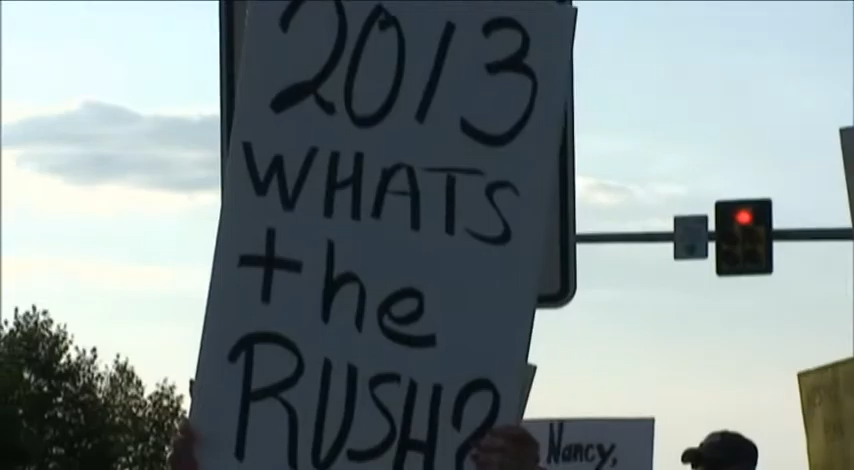 2013
WHATS
the
RUSH?
Nancy,